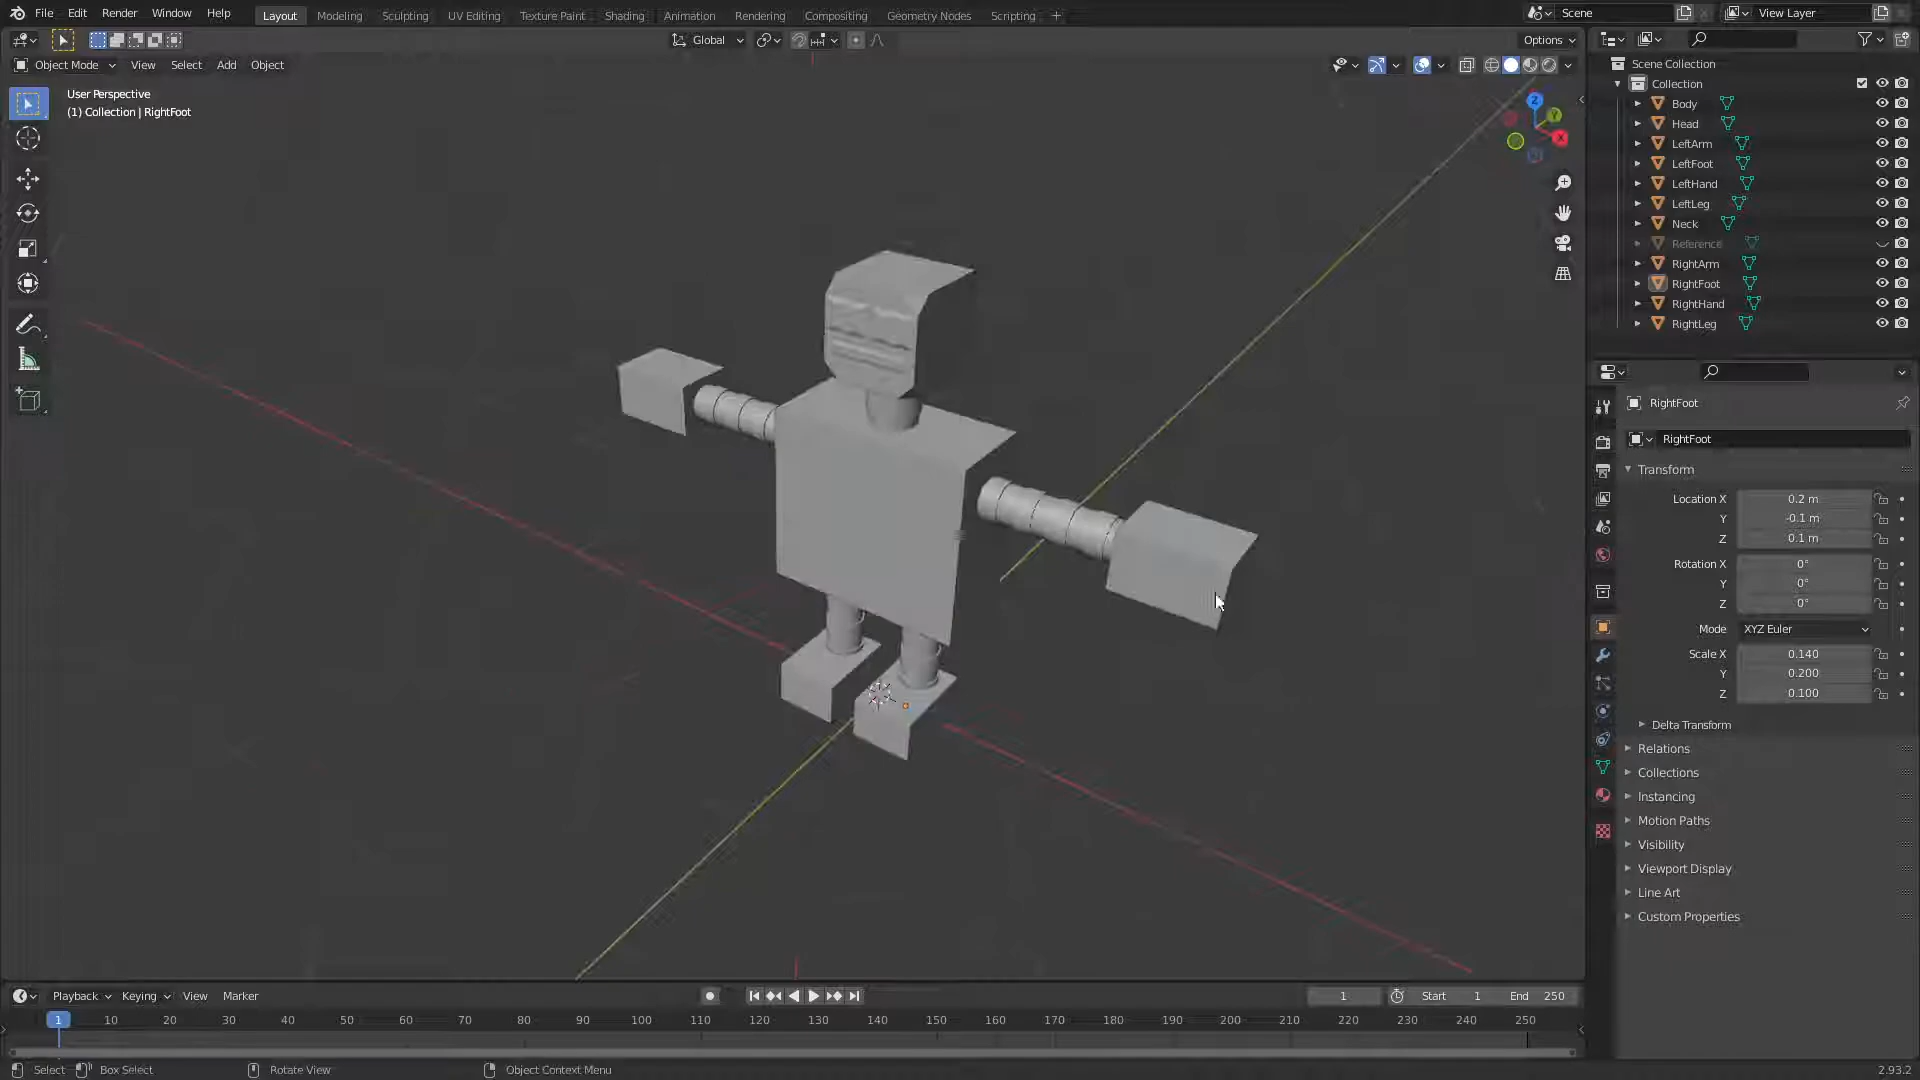 File Edit Render Window Help Layout Modeling Sculpting UV Editing Texture Paint Shading Animation Rendering Compositing Geometry Nodes Scripting + Scene View Layer
Global Options
Object Mode View Select Add Object
User Perspective
(1) Collection | RightFoot
Z
Y
X
Scene Collection
Collection
Body
Head
LeftArm
LeftFoot
LeftHand
LeftLeg
Neck
Reference
RightArm
RightFoot
RightHand
RightLeg
RightFoot
RightFoot
Transform
Location X 0.2 m
Y -0.1 m
Z 0.1 m
Rotation X 0°
Y 0°
Z 0°
Mode XYZ Euler
Scale X 0.140
Y 0.200
Z 0.100
Delta Transform
Relations
Collections
Instancing
Motion Paths
Visibility
Viewport Display
Line Art
Custom Properties
Playback Keying View Marker 1 Start 1 End 250
1 10 20 30 40 50 60 70 80 90 100 110 120 130 140 150 160 170 180 190 200 210 220 230 240 250
Select Box Select Rotate View Object Context Menu 2.93.2